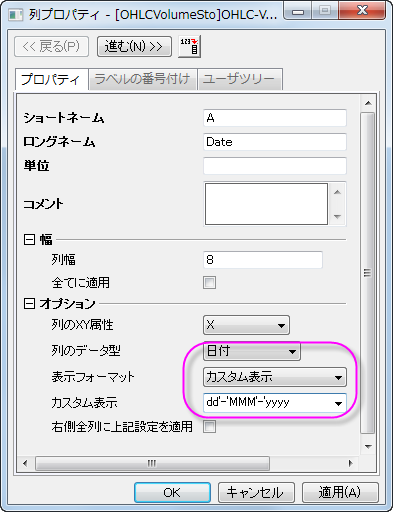 列プロパティ - [OHLCVolumeSto]OHLC-V...
<< 戻る(P) 進む(N) >> 123
プロパティ ラベルの番号付け ユーザツリー
ショートネーム A
ロングネーム Date
単位
コメント
幅
列幅 8
全てに適用
オプション
列のXY属性 X
列のデータ型 日付
表示フォーマット カスタム表示
カスタム表示 dd'-'MMM'-'yyyy
右側全列に上記設定を適用
OK キャンセル 適用(A)